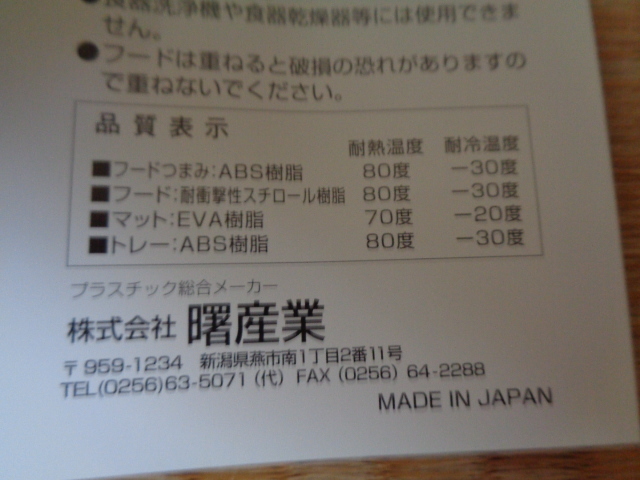 ●食器洗浄機や食器乾燥器等には使用できま
せん。
●フードは重ねると破損の恐れがありますの
で重ねないでください。
品質表示
耐熱温度 耐冷温度
■フードつまみ:ABS樹脂 80度 −30度
■フード:耐衝撃性スチロール樹脂 80度 −30度
■マット:EVA樹脂 70度 −20度
■トレー:ABS樹脂 80度 −30度
プラスチック総合メーカー
株式会社 曙産業
〒959-1234 新潟県燕市南1丁目2番11号
TEL(0256)63-5071(代) FAX(0256)64-2288
MADE IN JAPAN